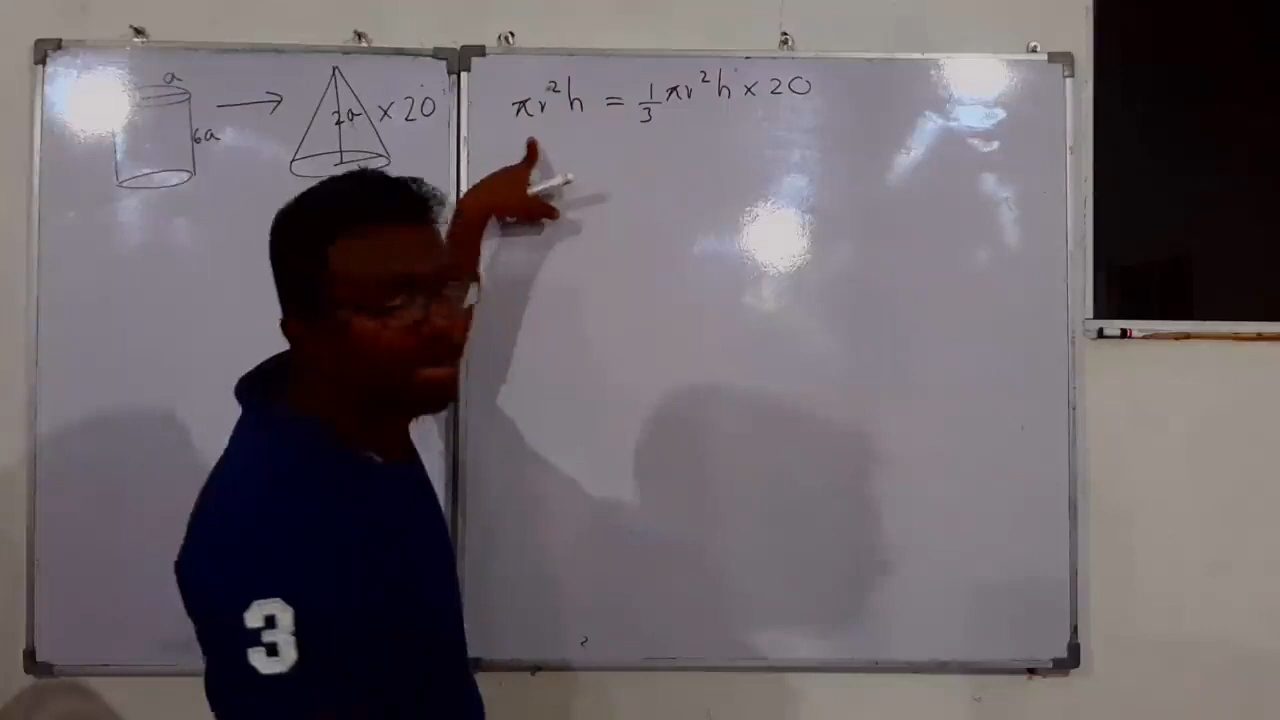 a
6a
2a × 20
πr²h = 1/3 πr²h × 20
3